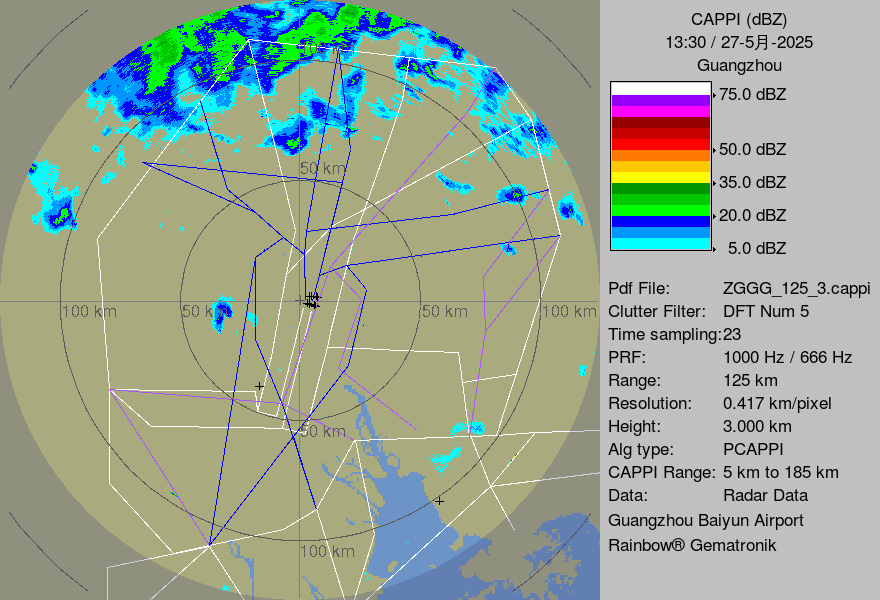 CAPPI (dBZ)
13:30 / 27-5月-2025
Guangzhou
75.0 dBZ
50.0 dBZ
35.0 dBZ
20.0 dBZ
5.0 dBZ
50 km
100 km
50 km
50 km
100 km
50 km
100 km
Pdf File: ZGGG_125_3.cappi
Clutter Filter: DFT Num 5
Time sampling:23
PRF: 1000 Hz / 666 Hz
Range: 125 km
Resolution: 0.417 km/pixel
Height: 3.000 km
Alg type: PCAPPI
CAPPI Range: 5 km to 185 km
Data: Radar Data
Guangzhou Baiyun Airport
Rainbow® Gematronik